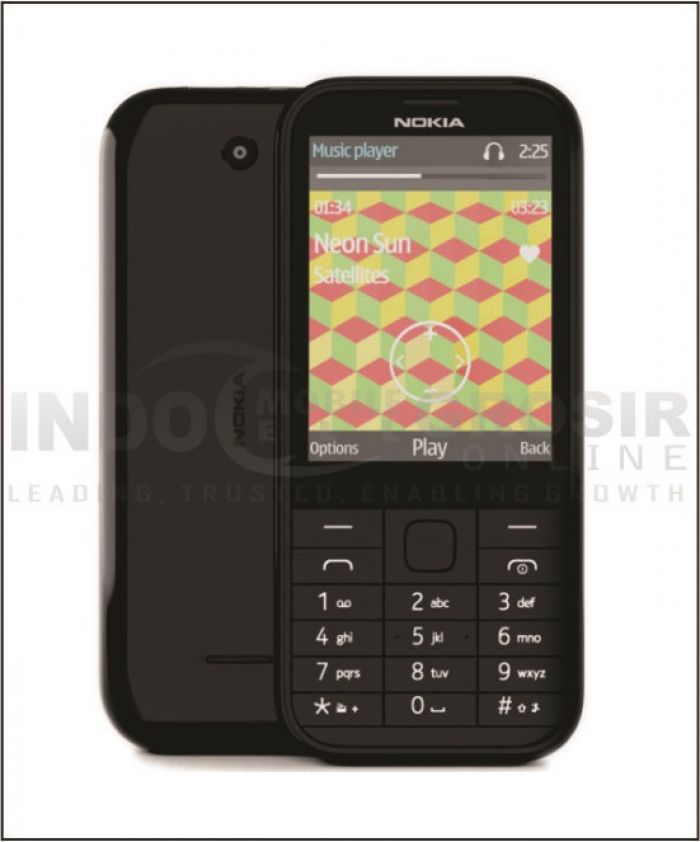 NOKIA
Music player 2:25
01:34 03:23
Neon Sun
Satellites
NOKIA
INDO MOBILE GROSIR
ONLINE
LEADING, TRUSTED, ENABLING GROWTH
Options Play Back
1 2 abc 3 def
4 ghi 5 jkl 6 mno
7 pqrs 8 tuv 9 wxyz
* + 0 #